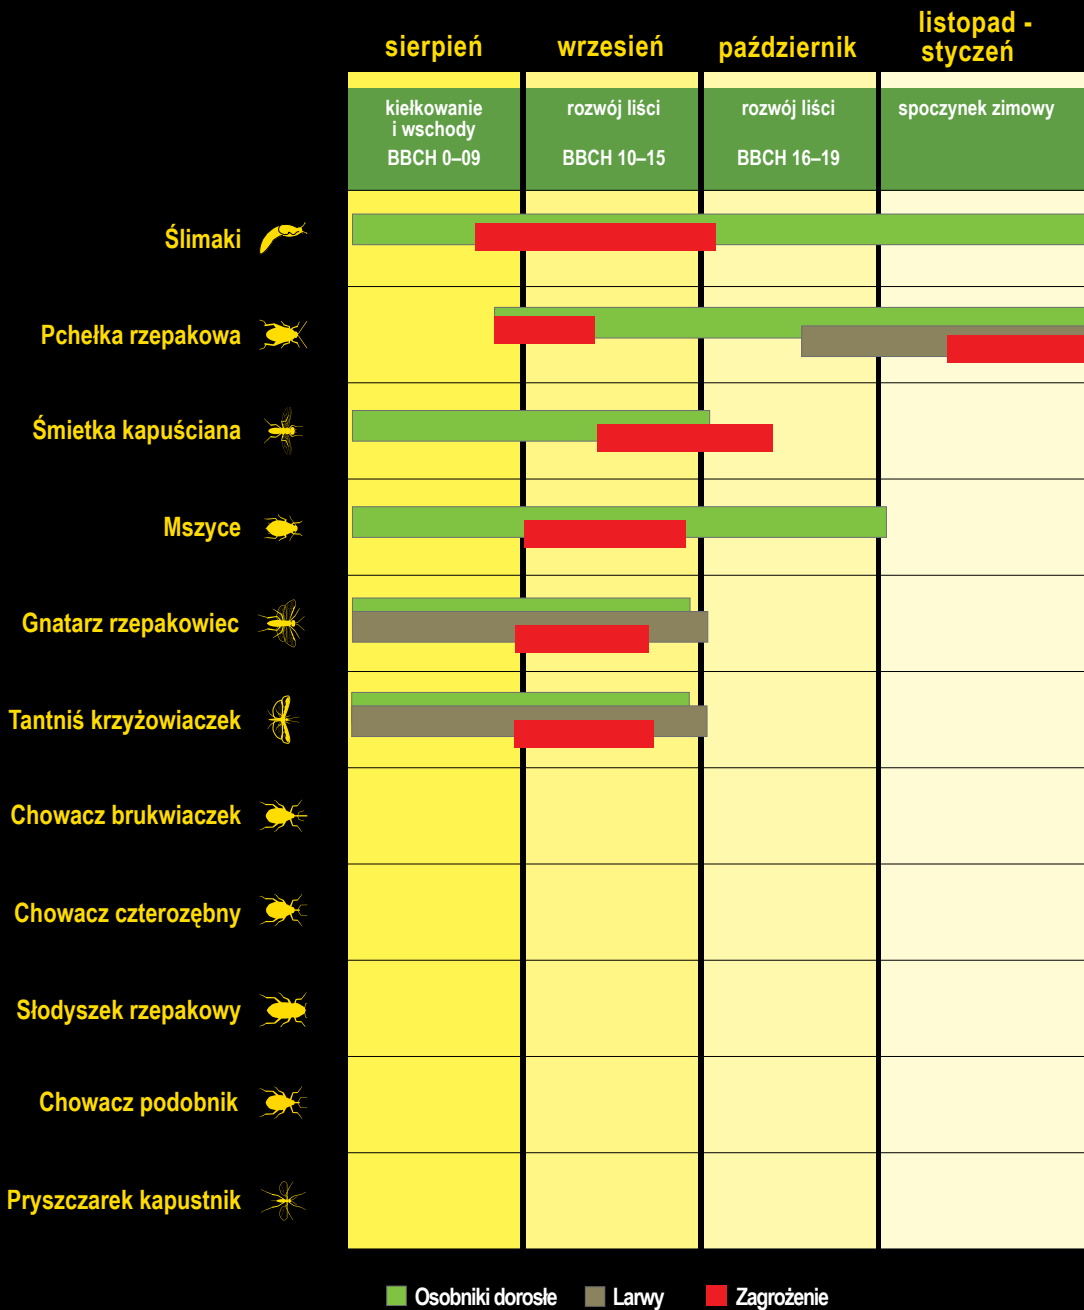 sierpień
wrzesień
październik
listopad -
styczeń
kiełkowanie
i wschody
BBCH 0–09
rozwój liści
BBCH 10–15
rozwój liści
BBCH 16–19
spoczynek zimowy
Ślimaki
Pchełka rzepakowa
Śmietka kapuściana
Mszyce
Gnatarz rzepakowiec
Tantniś krzyżowiaczek
Chowacz brukwiaczek
Chowacz czterozębny
Słodyszek rzepakowy
Chowacz podobnik
Pryszczarek kapustnik
Osobniki dorosłe
Larwy
Zagrożenie